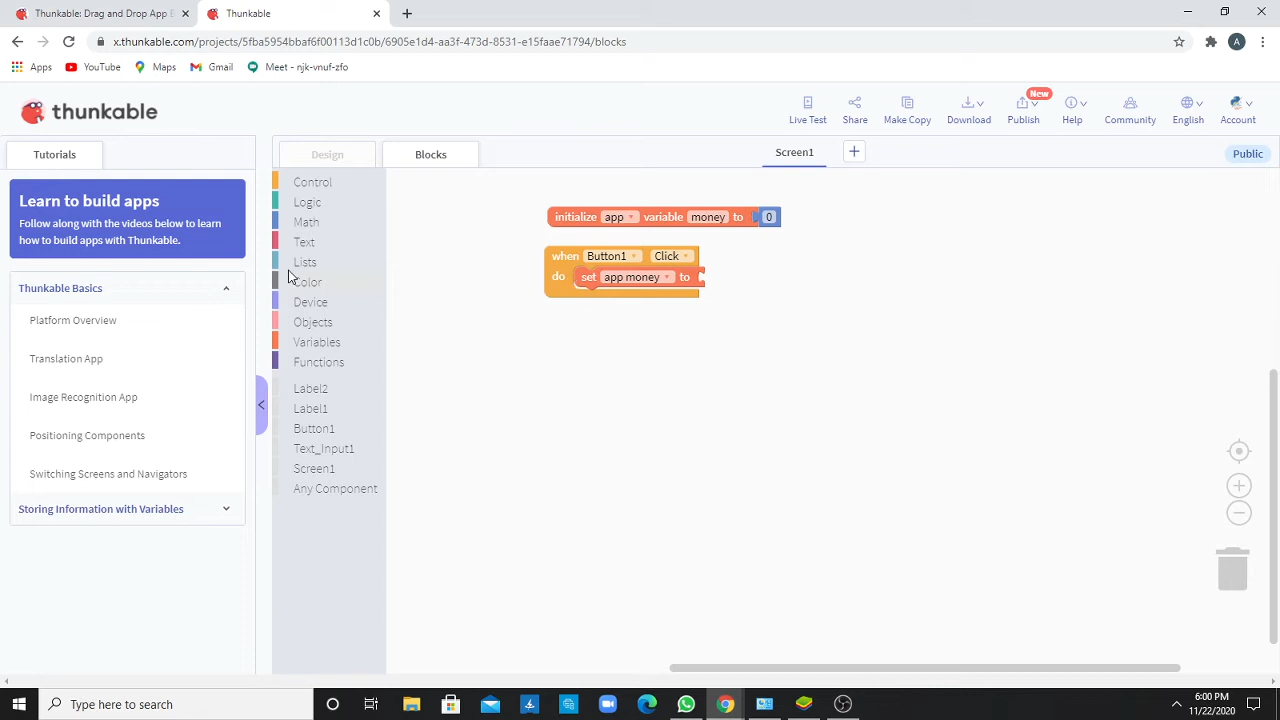 Thunkable: Drag and Drop App E
Thunkable
x.thunkable.com/projects/5fba5954bbaf6f00113d1c0b/6905e1d4-aa3f-473d-8531-e15faae71794/blocks
A
Apps
YouTube
Maps
Gmail
Meet - njk-vnuf-zfo
thunkable
Live Test
Share
Make Copy
Download
New
Publish
Help
Community
English
Account
Tutorials
Design
Blocks
Screen1
Public
Learn to build apps
Follow along with the videos below to learn
how to build apps with Thunkable.
Thunkable Basics
Platform Overview
Translation App
Image Recognition App
Positioning Components
Switching Screens and Navigators
Storing Information with Variables
Control
Logic
Math
Text
Lists
Color
Device
Objects
Variables
Functions
Label2
Label1
Button1
Text_Input1
Screen1
Any Component
initialize app variable money to 0
when Button1 Click
do set app money to
Type here to search
6:00 PM
11/22/2020